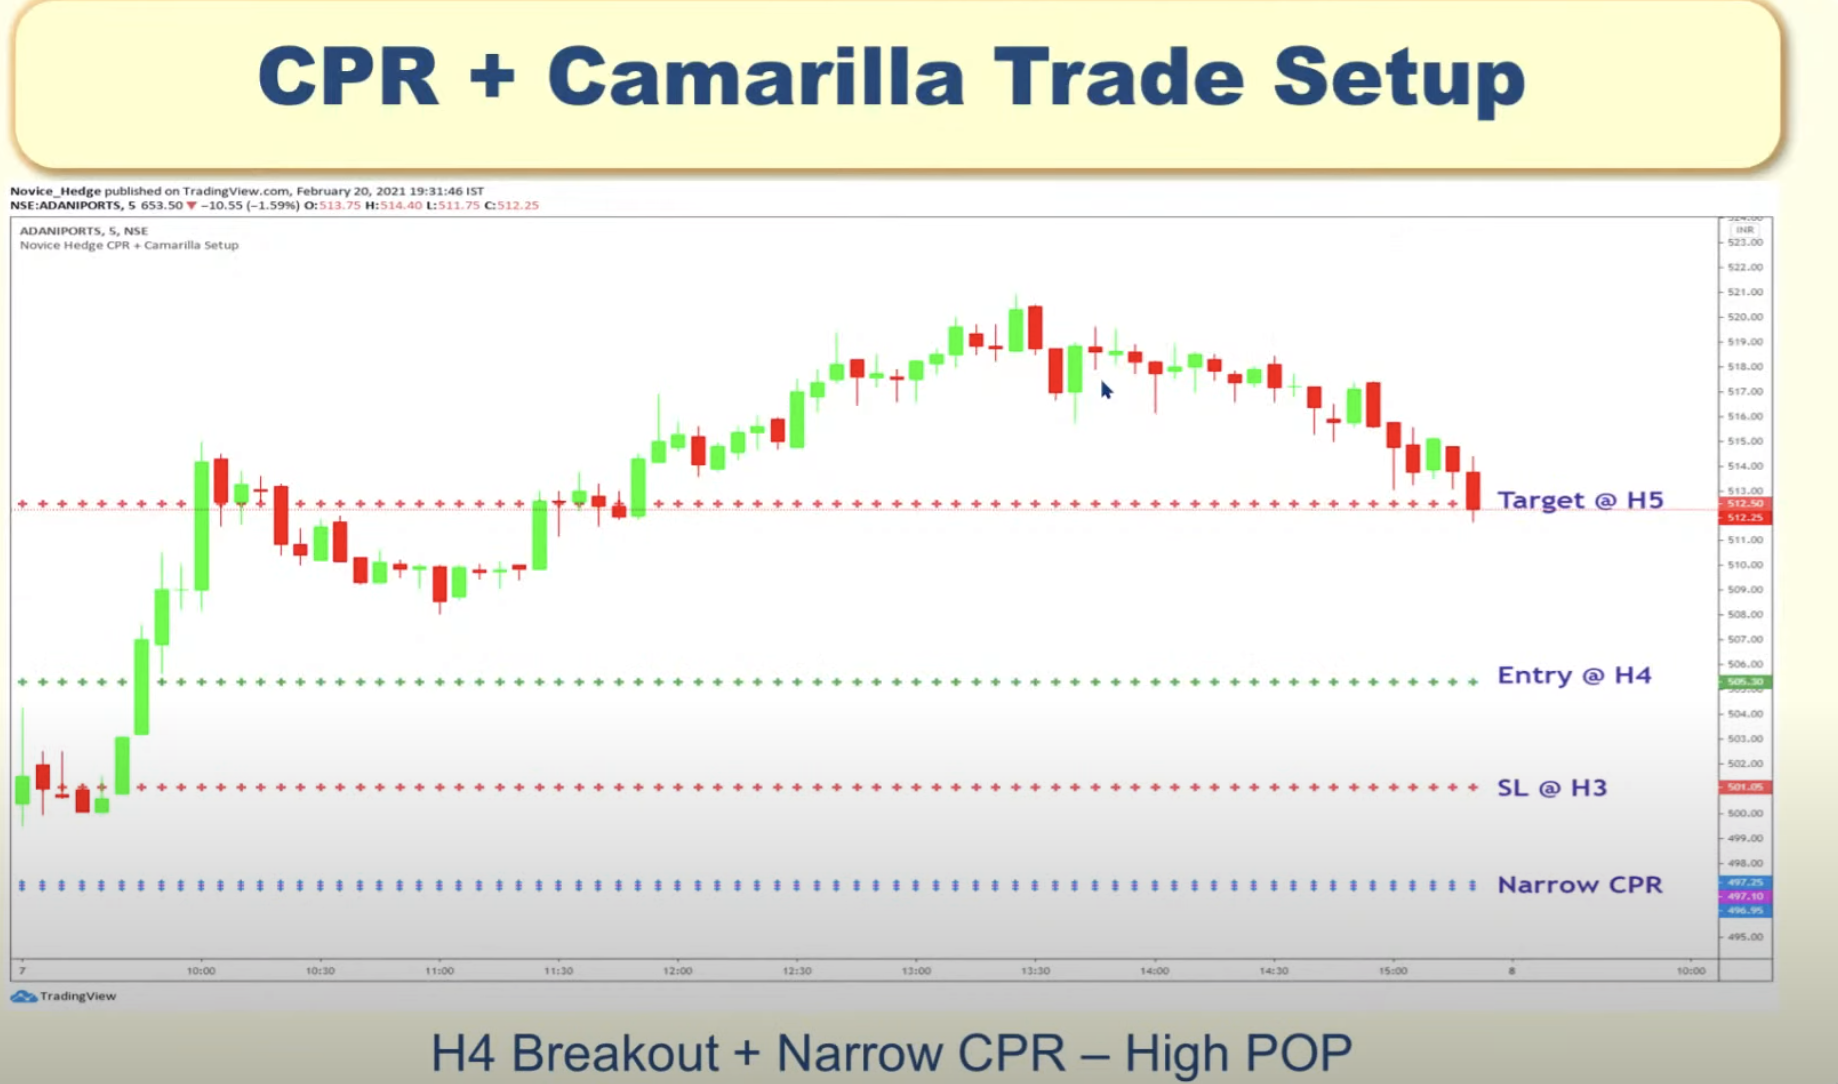 CPR + Camarilla Trade Setup
Novice_Hedge published on TradingView.com, February 20, 2021 19:31:46 IST
NSE:ADANIPORTS, 5 653.50 ▼ −10.55 (−1.59%) O:513.75 H:514.40 L:511.75 C:512.25
ADANIPORTS, 5, NSE
Novice Hedge CPR + Camarilla Setup
INR
523.00
522.00
521.00
520.00
519.00
518.00
517.00
516.00
515.00
514.00
513.00
Target @ H5
512.50
512.25
511.00
510.00
509.00
508.00
507.00
506.00
Entry @ H4
505.30
504.00
503.00
502.00
SL @ H3
501.05
500.00
499.00
498.00
Narrow CPR
497.25
497.10
496.95
495.00
7 10:00 10:30 11:00 11:30 12:00 12:30 13:00 13:30 14:00 14:30 15:00 8 10:00
TradingView
H4 Breakout + Narrow CPR – High POP